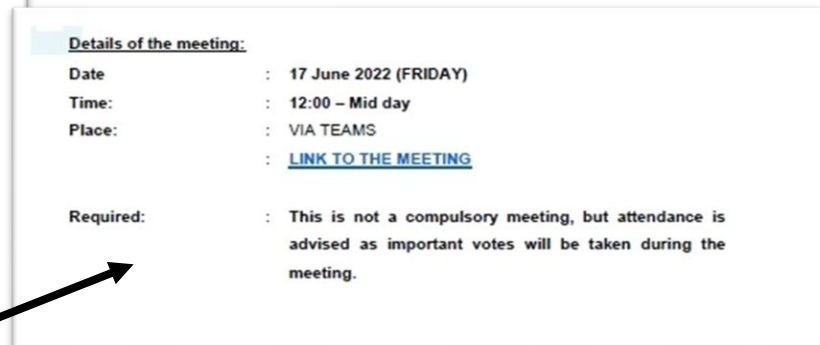 Details of the meeting:
Date : 17 June 2022 (FRIDAY)
Time: : 12:00 – Mid day
Place: : VIA TEAMS
: LINK TO THE MEETING
Required: : This is not a compulsory meeting, but attendance is
advised as important votes will be taken during the
meeting.